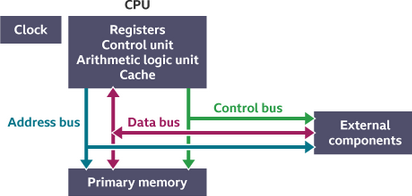 CPU
Clock
Registers
Control unit
Arithmetic logic unit
Cache
Control bus
Address bus
Data bus
External
components
Primary memory